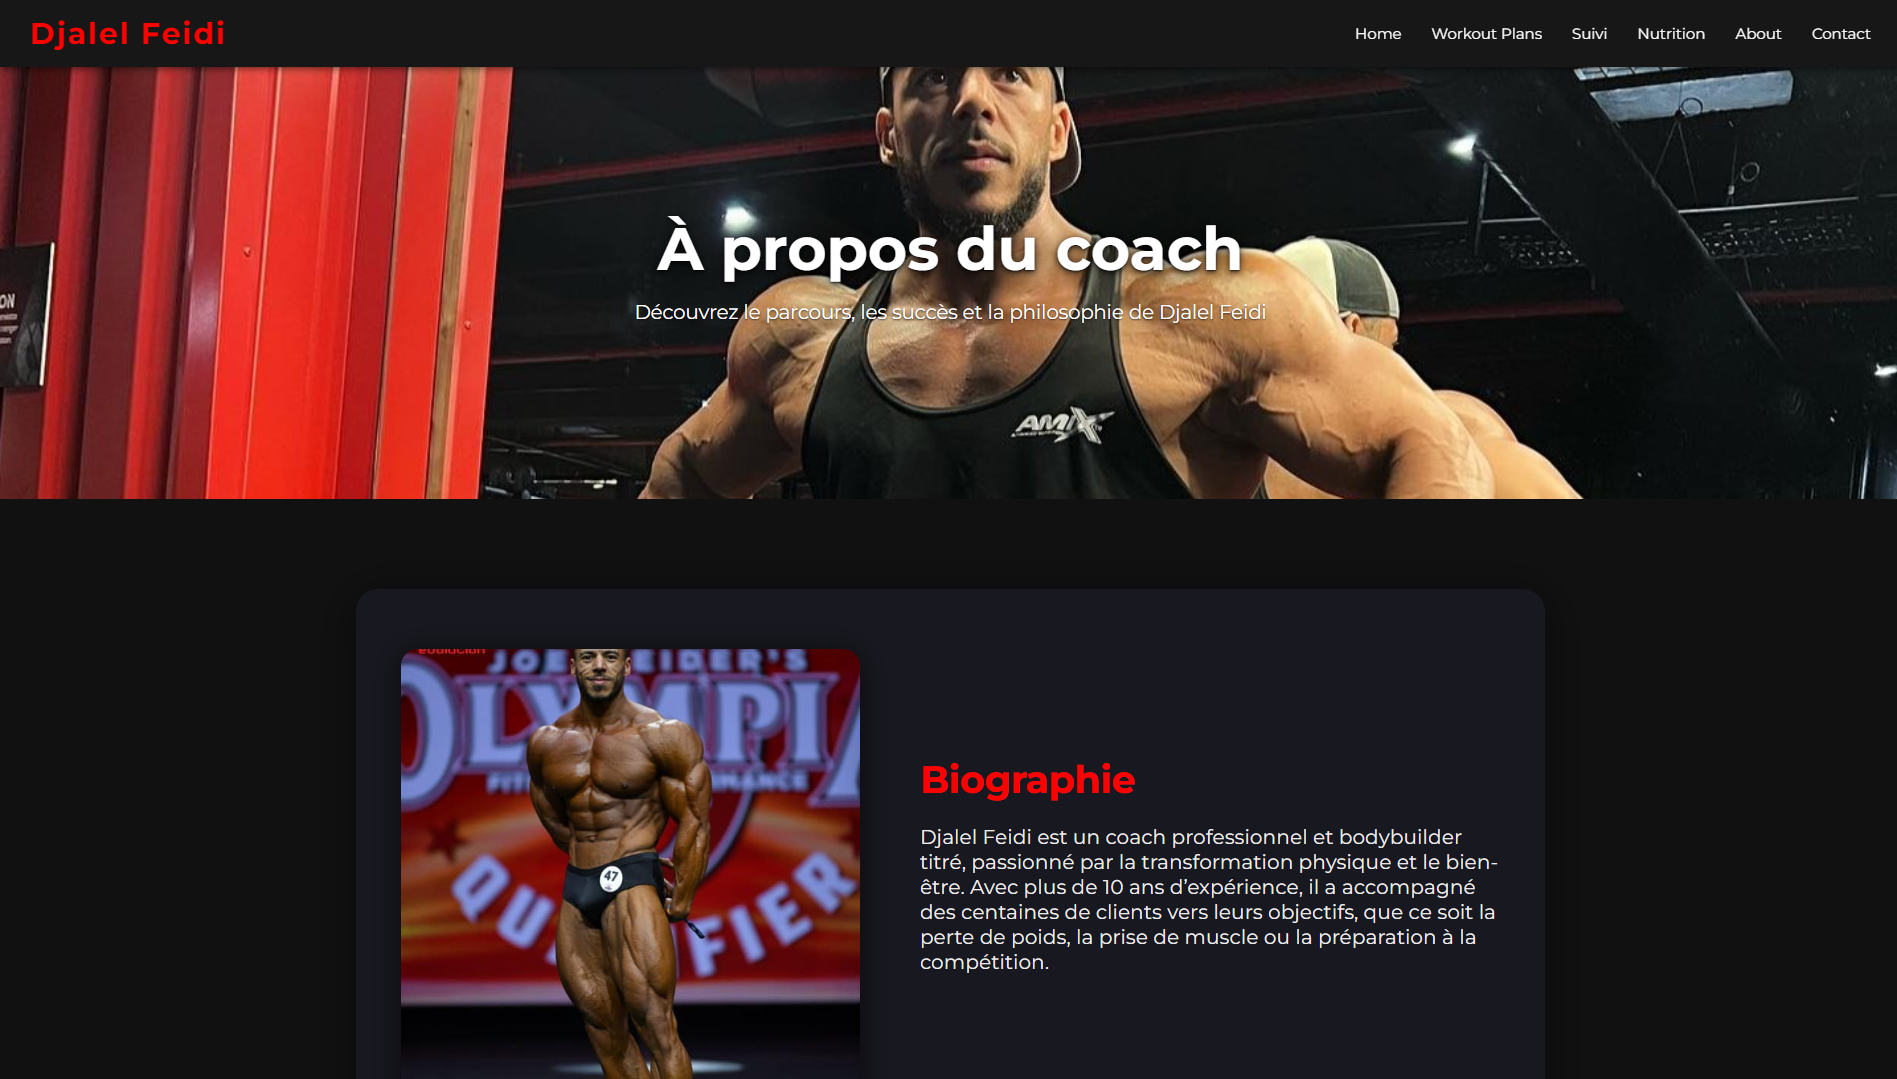 Djalel Feidi
Home Workout Plans Suivi Nutrition About Contact
À propos du coach
Découvrez le parcours, les succès et la philosophie de Djalel Feidi
ON
AMIX
evolucion
JOE WEIDER'S
OLYMPIA
QU FIER
47
Biographie
Djalel Feidi est un coach professionnel et bodybuilder
titré, passionné par la transformation physique et le bien-
être. Avec plus de 10 ans d’expérience, il a accompagné
des centaines de clients vers leurs objectifs, que ce soit la
perte de poids, la prise de muscle ou la préparation à la
compétition.